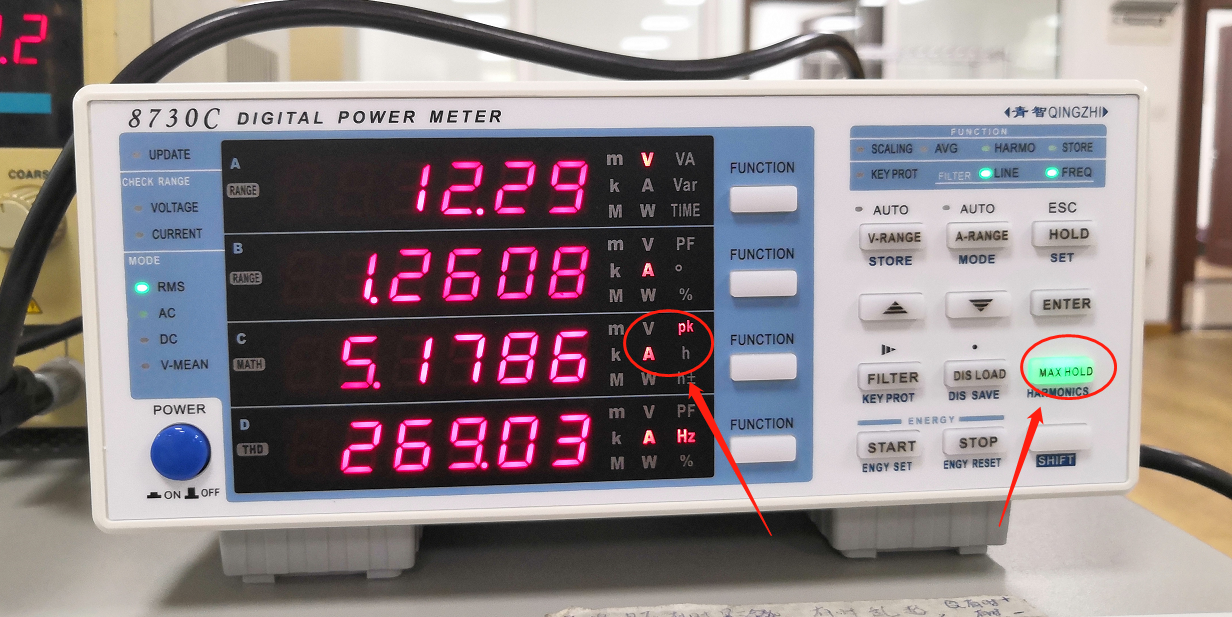 .2
COARS
8730C DIGITAL POWER METER
青智QINGZHI
UPDATE
CHECK RANGE
VOLTAGE
CURRENT
MODE
RMS
AC
DC
V-MEAN
POWER
ON OFF
A
RANGE
12.29
m V VA
k A Var
M W TIME
B
RANGE
1.2608
m V PF
k A °
M W %
C
MATH
5.1786
m V pk
k A h
M W h±
D
THD
269.03
m V PF
k A Hz
M W %
FUNCTION
FUNCTION
FUNCTION
FUNCTION
FUNCTION
SCALING AVG HARMO STORE
KEY PROT FILTER LINE FREQ
AUTO AUTO ESC
V-RANGE A-RANGE HOLD
STORE MODE SET
ENTER
FILTER DIS LOAD MAX HOLD
KEY PROT DIS SAVE HARMONICS
ENERGY
START STOP
ENGY SET ENGY RESET SHIFT